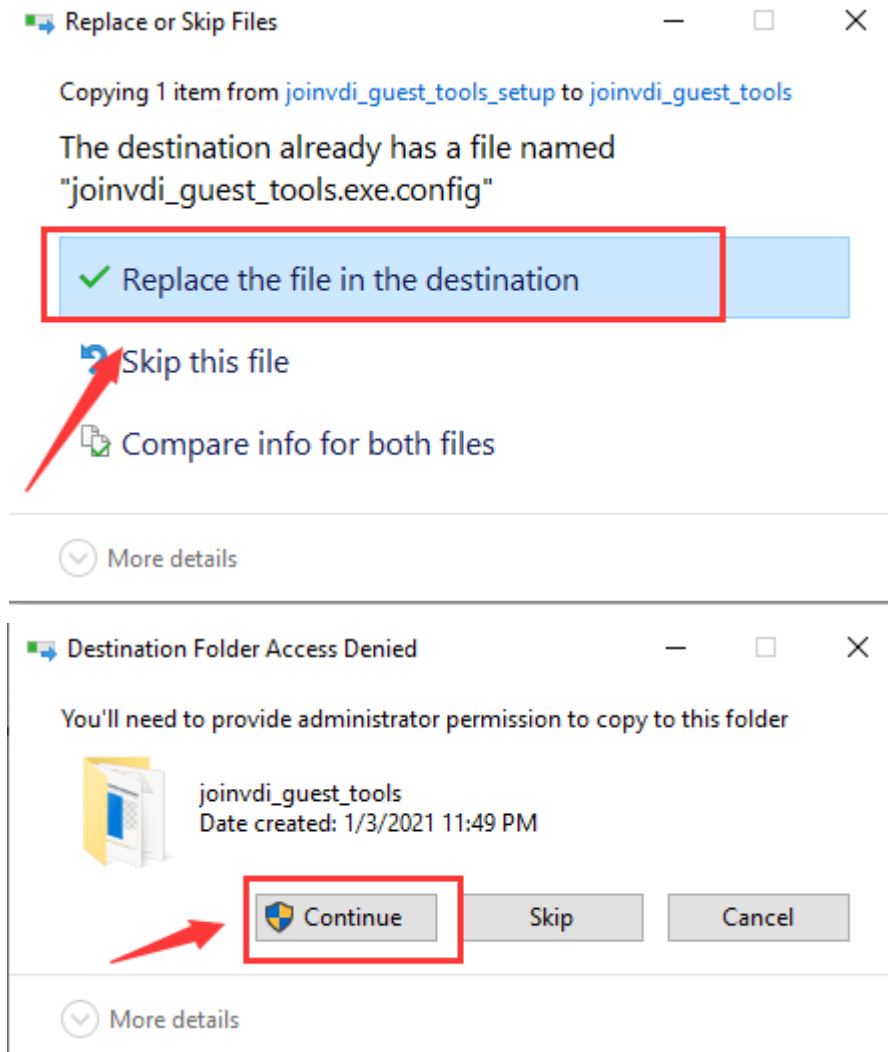 Replace or Skip Files
Copying 1 item from joinvdi_guest_tools_setup to joinvdi_guest_tools
The destination already has a file named
"joinvdi_guest_tools.exe.config"
Replace the file in the destination
Skip this file
Compare info for both files
More details
Destination Folder Access Denied
You'll need to provide administrator permission to copy to this folder
joinvdi_guest_tools
Date created: 1/3/2021 11:49 PM
Continue Skip Cancel
More details